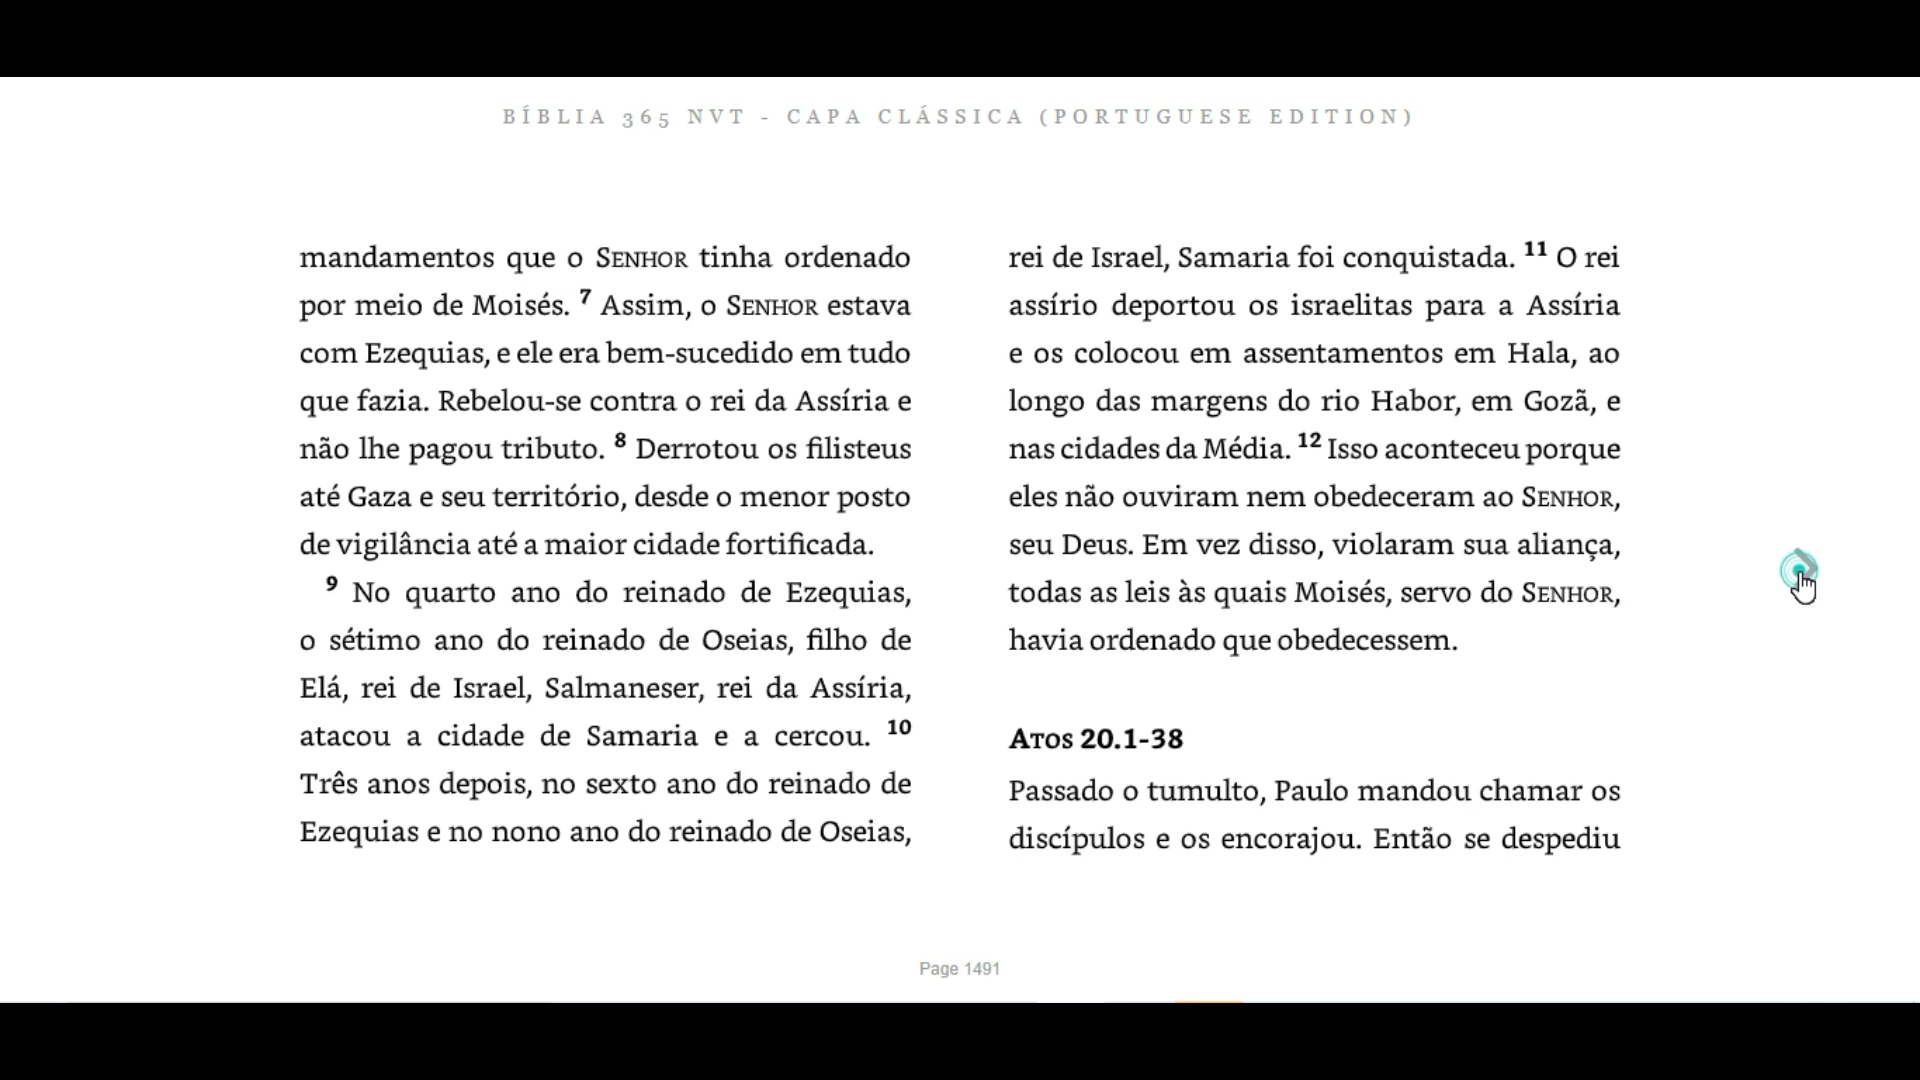 BÍBLIA 365 NVT - CAPA CLÁSSICA (PORTUGUESE EDITION)
mandamentos que o SENHOR tinha ordenado
por meio de Moisés. 7 Assim, o SENHOR estava
com Ezequias, e ele era bem-sucedido em tudo
que fazia. Rebelou-se contra o rei da Assíria e
não lhe pagou tributo. 8 Derrotou os filisteus
até Gaza e seu território, desde o menor posto
de vigilância até a maior cidade fortificada.
9 No quarto ano do reinado de Ezequias,
o sétimo ano do reinado de Oseias, filho de
Elá, rei de Israel, Salmaneser, rei da Assíria,
atacou a cidade de Samaria e a cercou. 10
Três anos depois, no sexto ano do reinado de
Ezequias e no nono ano do reinado de Oseias,
rei de Israel, Samaria foi conquistada. 11 O rei
assírio deportou os israelitas para a Assíria
e os colocou em assentamentos em Hala, ao
longo das margens do rio Habor, em Gozã, e
nas cidades da Média. 12 Isso aconteceu porque
eles não ouviram nem obedeceram ao SENHOR,
seu Deus. Em vez disso, violaram sua aliança,
todas as leis às quais Moisés, servo do SENHOR,
havia ordenado que obedecessem.
ATOS 20.1-38
Passado o tumulto, Paulo mandou chamar os
discípulos e os encorajou. Então se despediu
Page 1491